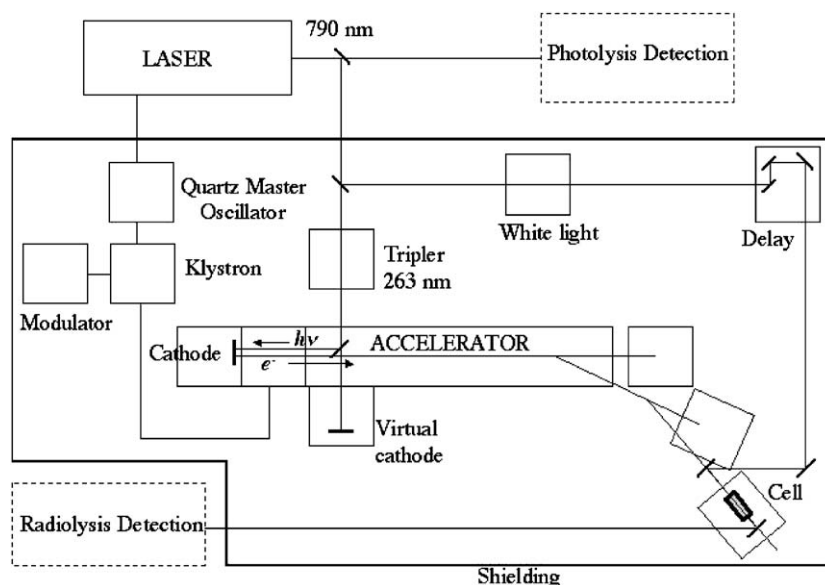 790 nm
LASER
Photolysis Detection
Quartz Master
Oscillator
White light
Delay
Tripler
263 nm
Klystron
Modulator
Cathode
hν
e-
ACCELERATOR
Virtual
cathode
Cell
Radiolysis Detection
Shielding